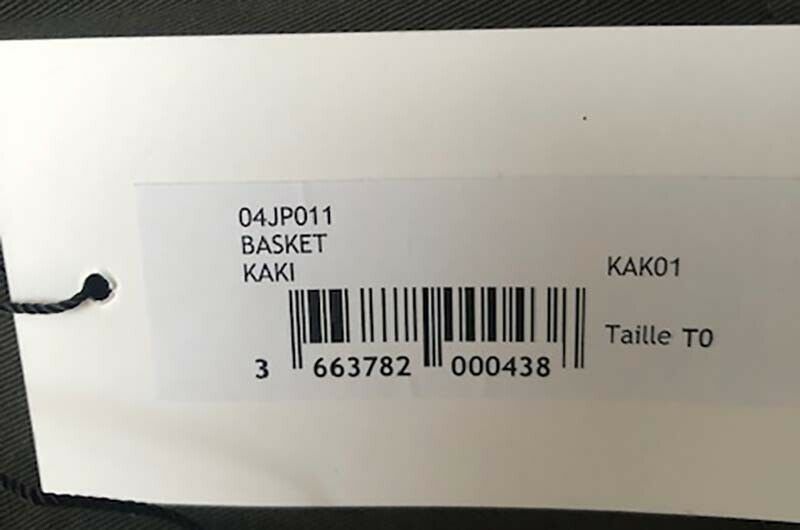 04JP011
BASKET
KAKI
KAK01
Taille T0
3 663782 000438